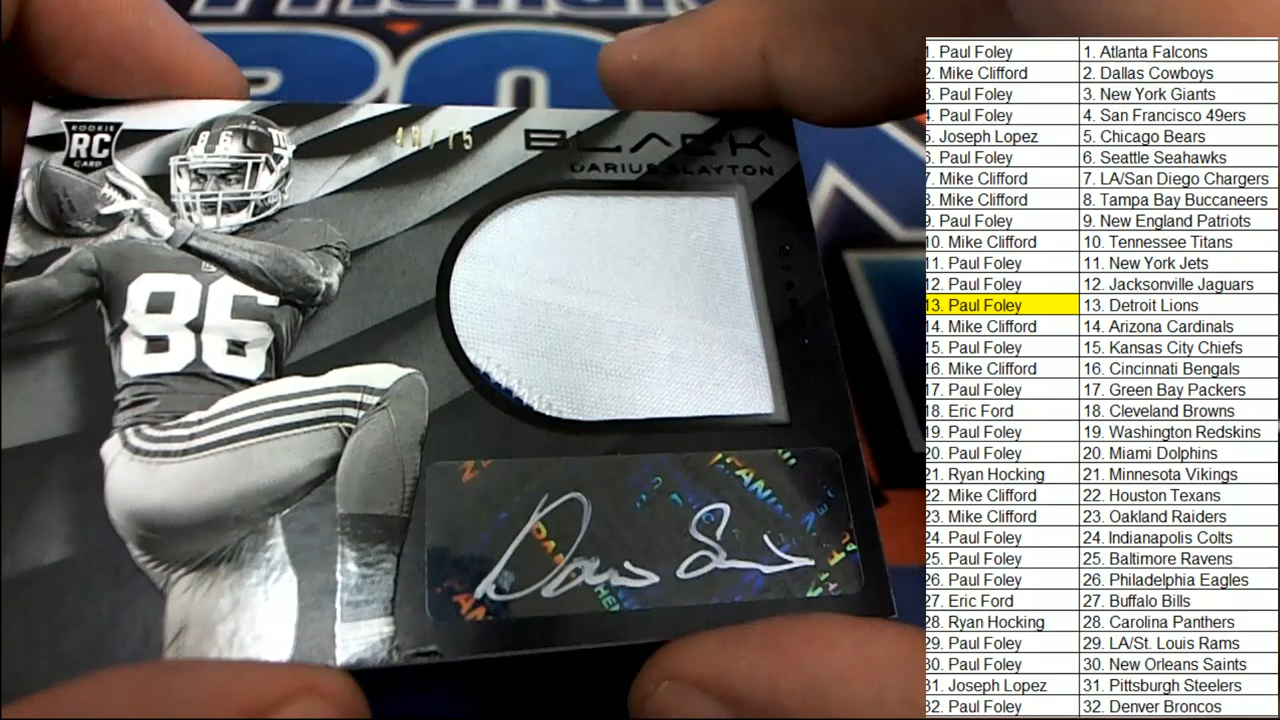 ROOKIE
RC
CARD
86
/75
BLACK
DARIUS SLAYTON
86
PANINI
1. Paul Foley 1. Atlanta Falcons
2. Mike Clifford 2. Dallas Cowboys
3. Paul Foley 3. New York Giants
4. Paul Foley 4. San Francisco 49ers
5. Joseph Lopez 5. Chicago Bears
6. Paul Foley 6. Seattle Seahawks
7. Mike Clifford 7. LA/San Diego Chargers
8. Mike Clifford 8. Tampa Bay Buccaneers
9. Paul Foley 9. New England Patriots
10. Mike Clifford 10. Tennessee Titans
11. Paul Foley 11. New York Jets
12. Paul Foley 12. Jacksonville Jaguars
13. Paul Foley 13. Detroit Lions
14. Mike Clifford 14. Arizona Cardinals
15. Paul Foley 15. Kansas City Chiefs
16. Mike Clifford 16. Cincinnati Bengals
17. Paul Foley 17. Green Bay Packers
18. Eric Ford 18. Cleveland Browns
19. Paul Foley 19. Washington Redskins
20. Paul Foley 20. Miami Dolphins
21. Ryan Hocking 21. Minnesota Vikings
22. Mike Clifford 22. Houston Texans
23. Mike Clifford 23. Oakland Raiders
24. Paul Foley 24. Indianapolis Colts
25. Paul Foley 25. Baltimore Ravens
26. Paul Foley 26. Philadelphia Eagles
27. Eric Ford 27. Buffalo Bills
28. Ryan Hocking 28. Carolina Panthers
29. Paul Foley 29. LA/St. Louis Rams
30. Paul Foley 30. New Orleans Saints
31. Joseph Lopez 31. Pittsburgh Steelers
32. Paul Foley 32. Denver Broncos